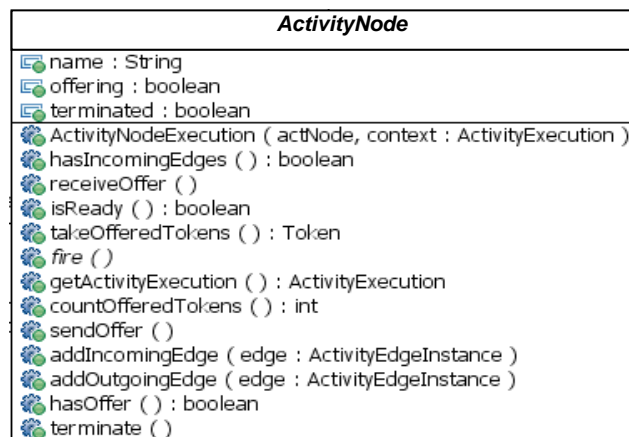 ActivityNode
name : String
offering : boolean
terminated : boolean
ActivityNodeExecution ( actNode, context : ActivityExecution )
hasIncomingEdges ( ) : boolean
receiveOffer ( )
isReady ( ) : boolean
takeOfferedTokens ( ) : Token
fire ( )
getActivityExecution ( ) : ActivityExecution
countOfferedTokens ( ) : int
sendOffer ( )
addIncomingEdge ( edge : ActivityEdgeInstance )
addOutgoingEdge ( edge : ActivityEdgeInstance )
hasOffer ( ) : boolean
terminate ( )